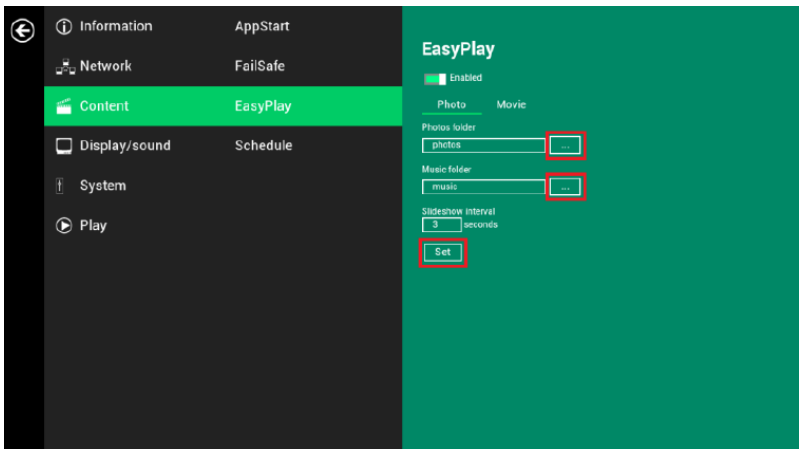 Information
Network
Content
Display/sound
System
Play
AppStart
FailSafe
EasyPlay
Schedule
EasyPlay
Enabled
Photo Movie
Photos folder
photos ...
Music folder
music ...
Slideshow interval
3 seconds
Set